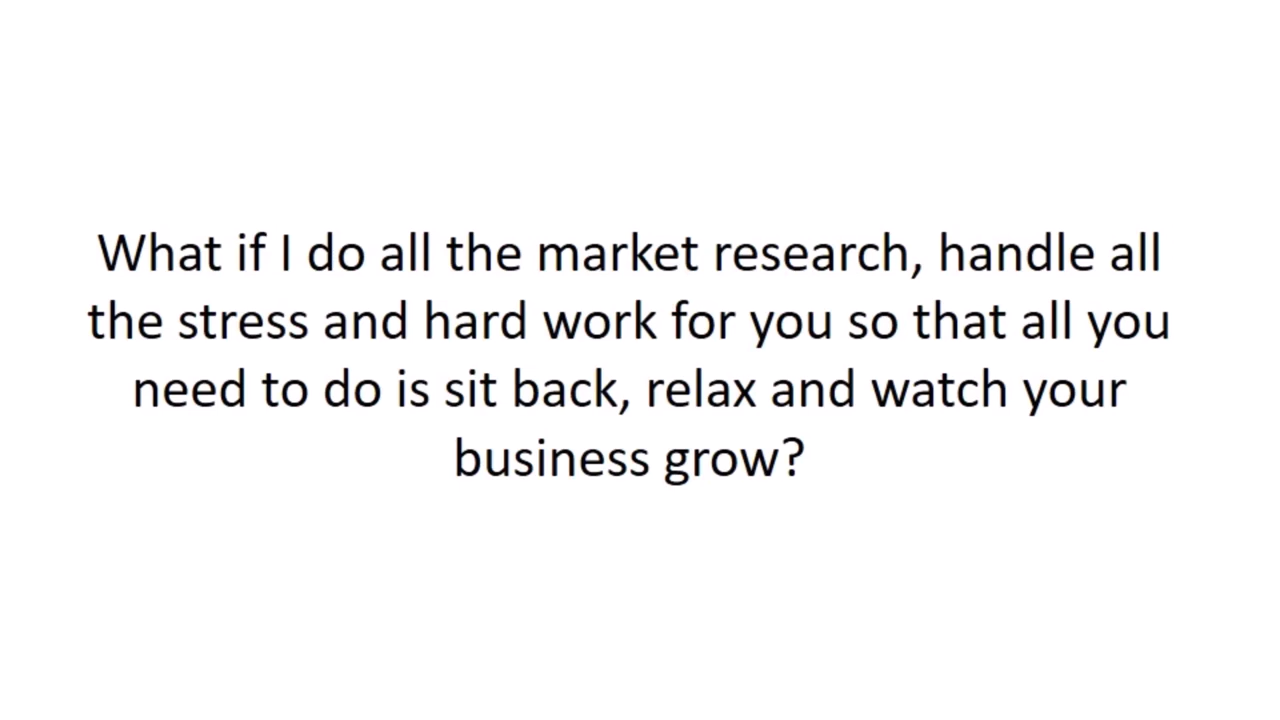 What if I do all the market research, handle all
the stress and hard work for you so that all you
need to do is sit back, relax and watch your
business grow?